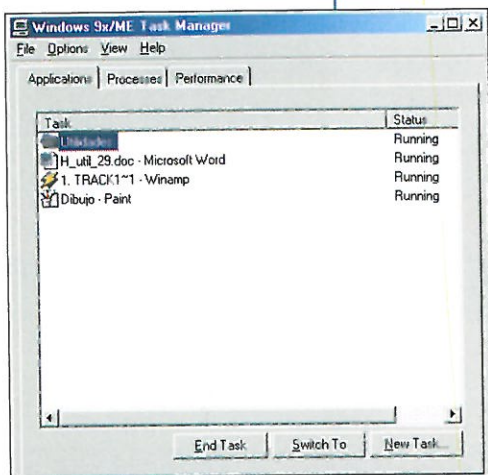 Windows 9x/ME Task Manager
File Options View Help
Applications Processes Performance
Task Status
Utilidades Running
H_util_29.doc - Microsoft Word Running
1. TRACK1~1 - Winamp Running
Dibujo - Paint Running
End Task Switch To New Task...